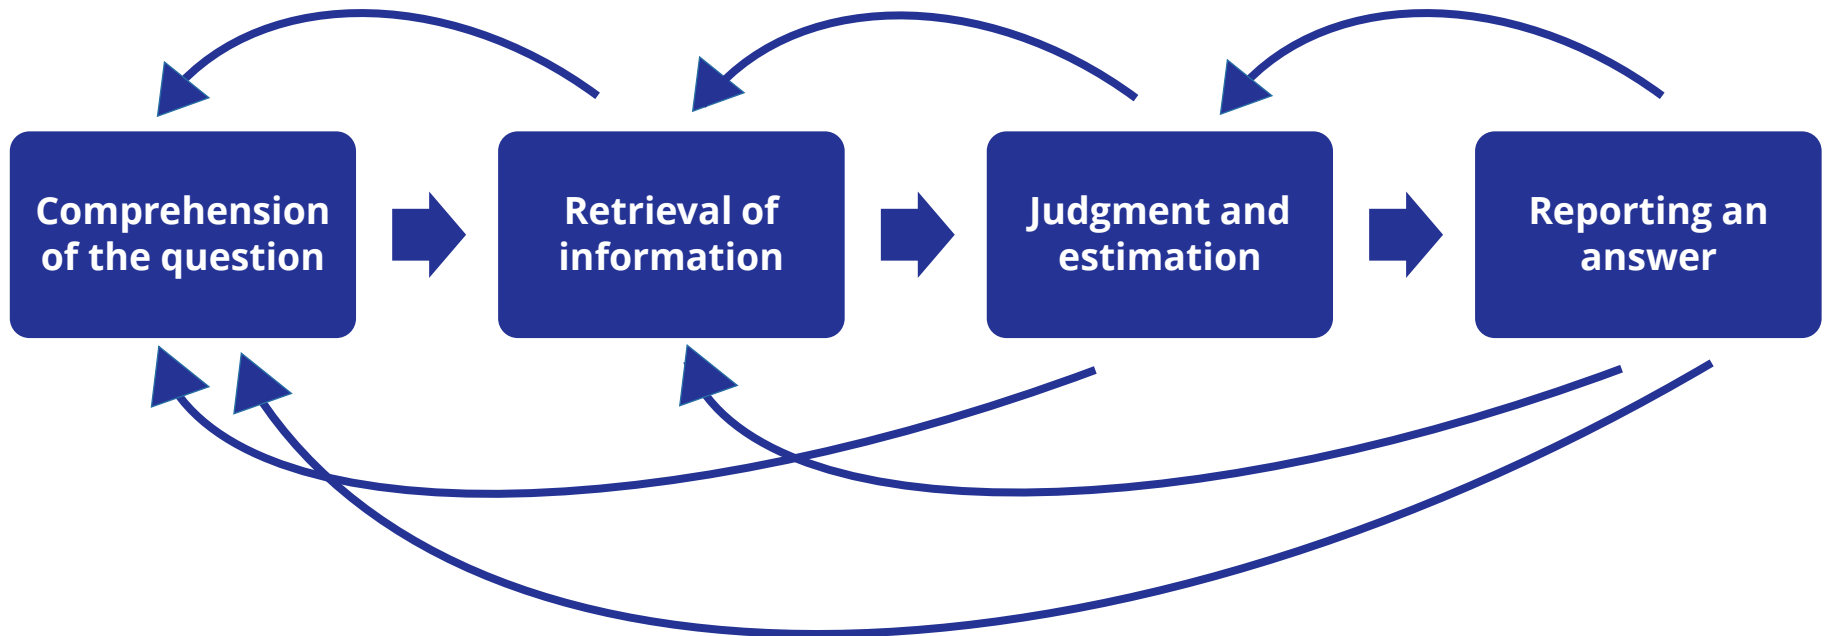 Comprehension
of the question
Retrieval of
information
Judgment and
estimation
Reporting an
answer